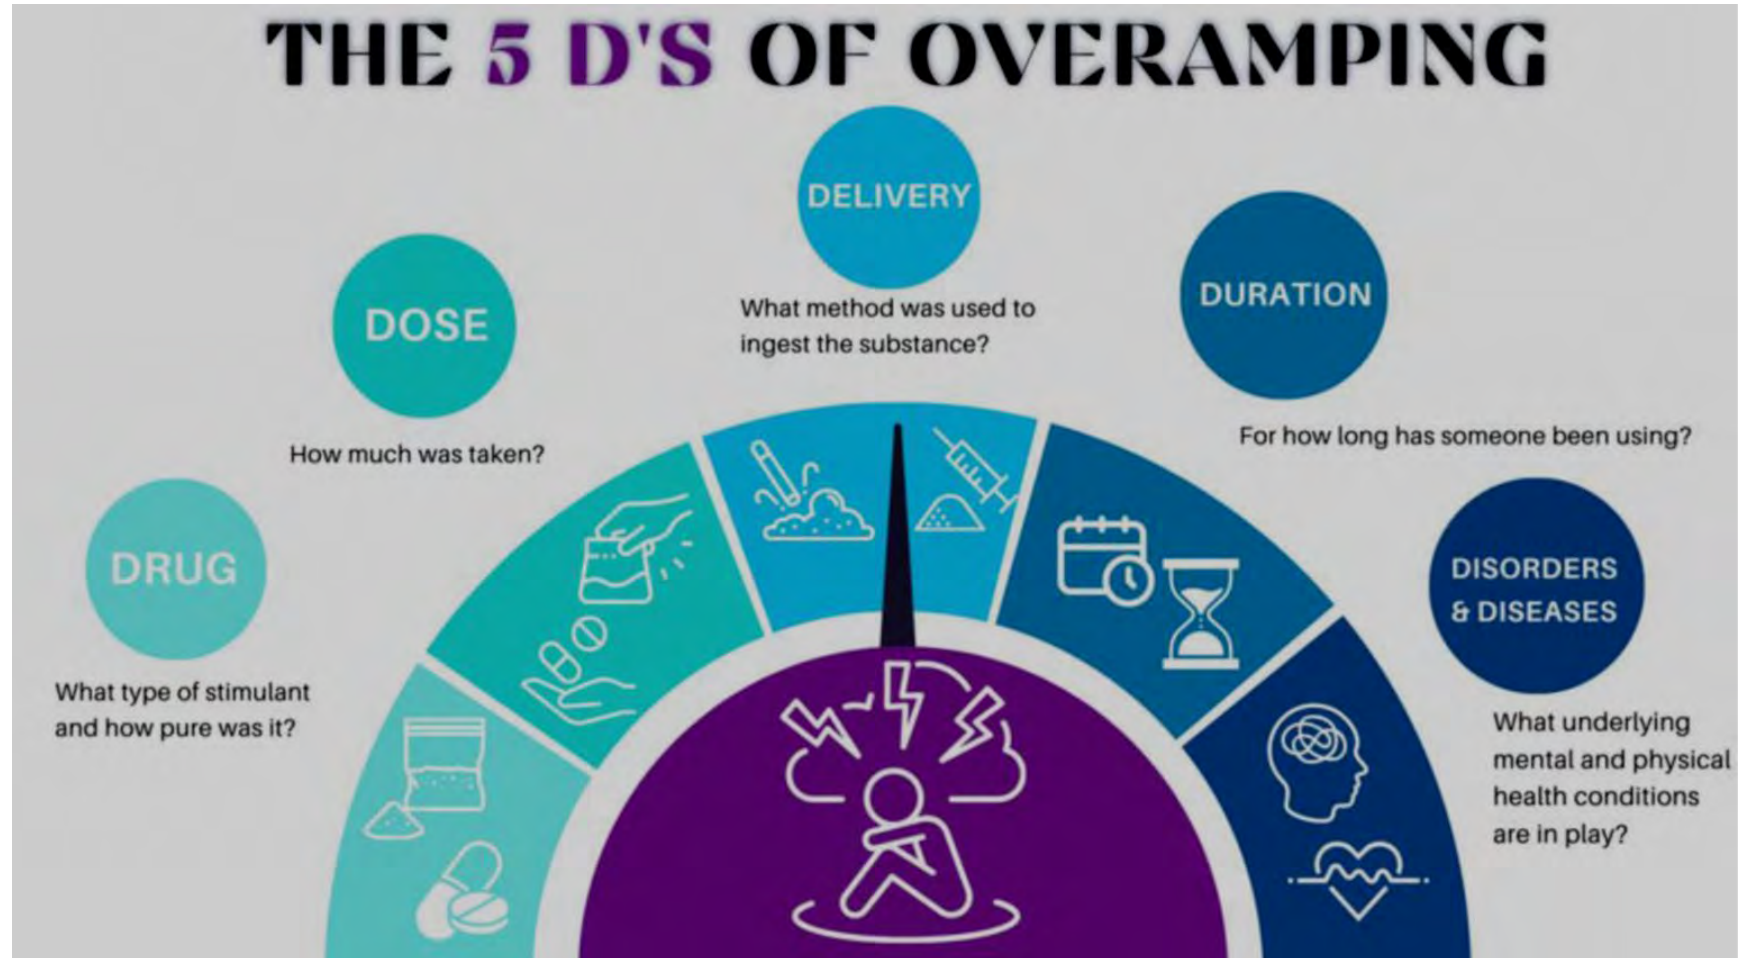 THE 5 D'S OF OVERAMPING
DRUG
What type of stimulant
and how pure was it?
DOSE
How much was taken?
DELIVERY
What method was used to
ingest the substance?
DURATION
For how long has someone been using?
DISORDERS
& DISEASES
What underlying
mental and physical
health conditions
are in play?